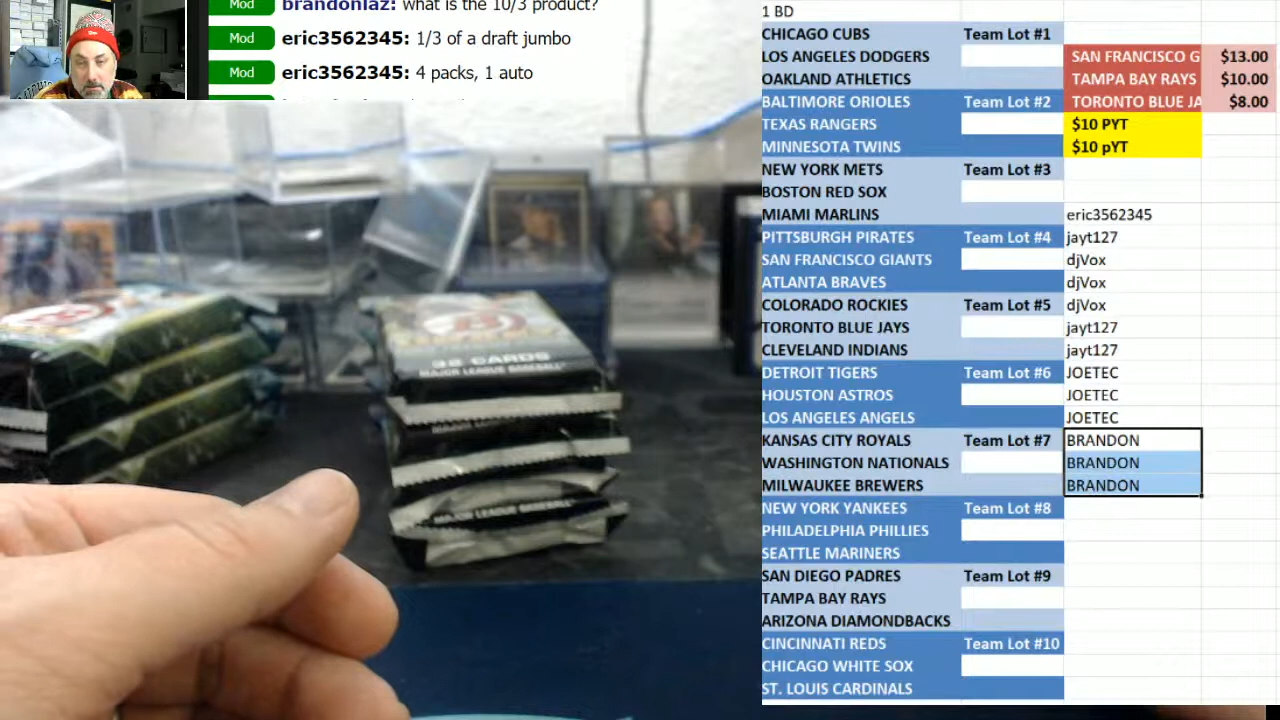 Mod brandonlaz: what is the 10/3 product?
Mod eric3562345: 1/3 of a draft jumbo
Mod eric3562345: 4 packs, 1 auto
CARDS
MAJOR LEAGUE BASEBALL
MAJOR LEAGUE BASEBALL
1 BD
CHICAGO CUBS Team Lot #1
LOS ANGELES DODGERS SAN FRANCISCO G $13.00
OAKLAND ATHLETICS TAMPA BAY RAYS $10.00
BALTIMORE ORIOLES Team Lot #2 TORONTO BLUE JA $8.00
TEXAS RANGERS $10 PYT
MINNESOTA TWINS $10 pYT
NEW YORK METS Team Lot #3
BOSTON RED SOX
MIAMI MARLINS eric3562345
PITTSBURGH PIRATES Team Lot #4 jayt127
SAN FRANCISCO GIANTS djVox
ATLANTA BRAVES djVox
COLORADO ROCKIES Team Lot #5 djVox
TORONTO BLUE JAYS jayt127
CLEVELAND INDIANS jayt127
DETROIT TIGERS Team Lot #6 JOETEC
HOUSTON ASTROS JOETEC
LOS ANGELES ANGELS JOETEC
KANSAS CITY ROYALS Team Lot #7 BRANDON
WASHINGTON NATIONALS BRANDON
MILWAUKEE BREWERS BRANDON
NEW YORK YANKEES Team Lot #8
PHILADELPHIA PHILLIES
SEATTLE MARINERS
SAN DIEGO PADRES Team Lot #9
TAMPA BAY RAYS
ARIZONA DIAMONDBACKS
CINCINNATI REDS Team Lot #10
CHICAGO WHITE SOX
ST. LOUIS CARDINALS